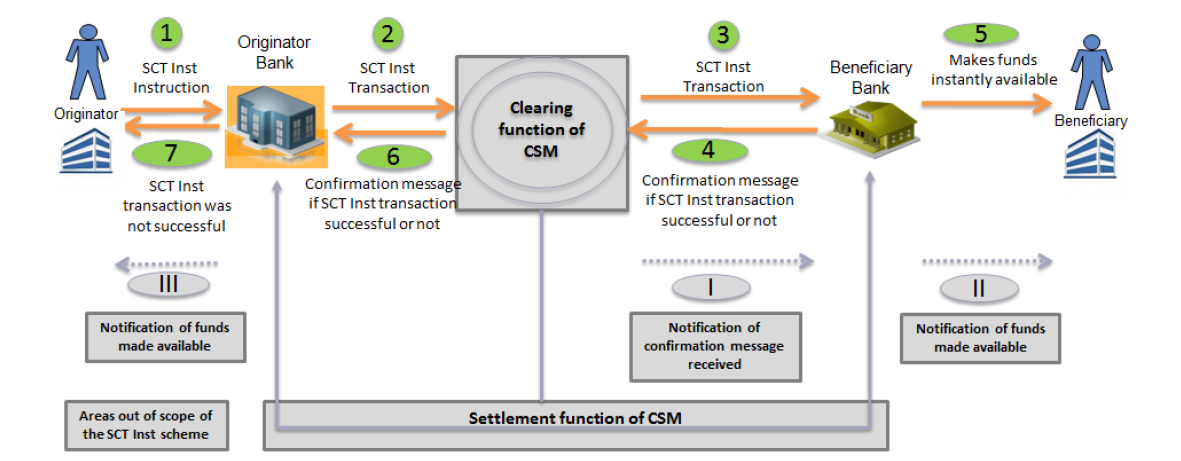 1
SCT Inst
Instruction
Originator
Bank
2
SCT Inst
Transaction
Clearing
function of
CSM
3
SCT Inst
Transaction
Beneficiary
Bank
5
Makes funds
instantly available
Originator
Beneficiary
7
SCT Inst
transaction was
not successful
6
Confirmation message
if SCT Inst transaction
successful or not
4
Confirmation message
if SCT Inst transaction
successful or not
III
Notification of funds
made available
I
Notification of
confirmation message
received
II
Notification of funds
made available
Areas out of scope of
the SCT Inst scheme
Settlement function of CSM